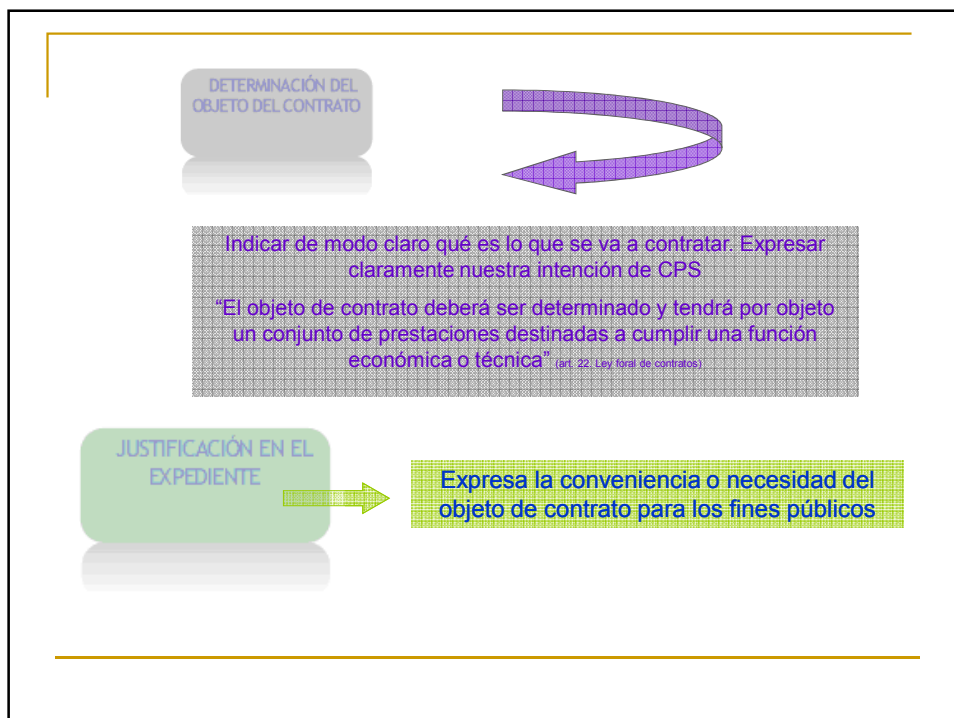 DETERMINACIÓN DEL
OBJETO DEL CONTRATO
Indicar de modo claro qué es lo que se va a contratar. Expresar
claramente nuestra intención de CPS
“El objeto de contrato deberá ser determinado y tendrá por objeto
un conjunto de prestaciones destinadas a cumplir una función
económica o técnica” (art. 22. Ley foral de contratos)
JUSTIFICACIÓN EN EL
EXPEDIENTE
Expresa la conveniencia o necesidad del
objeto de contrato para los fines públicos